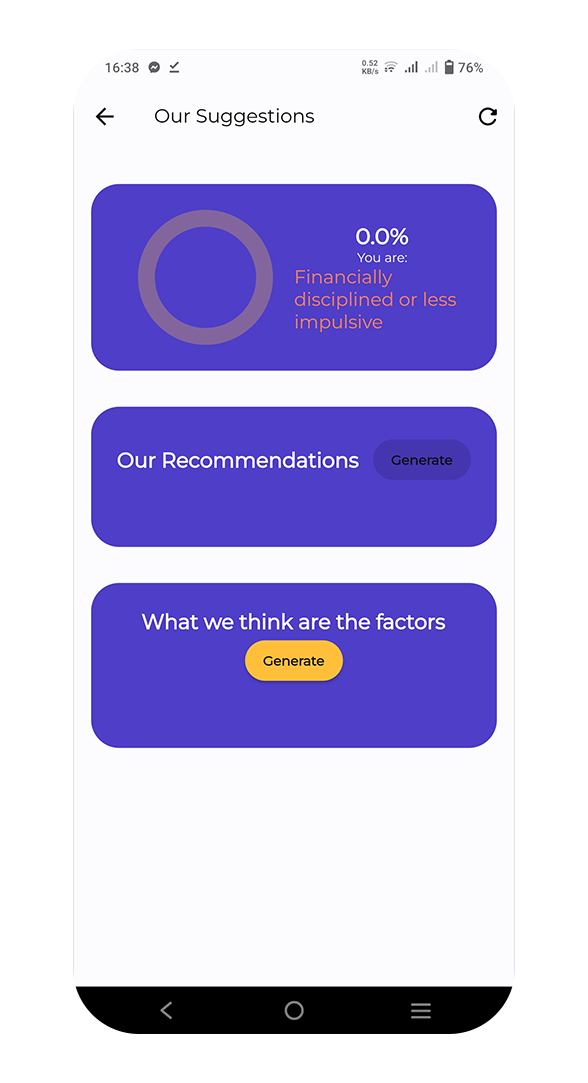 16:38
0.52
KB/s
76%
Our Suggestions
0.0%
You are:
Financially
disciplined or less
impulsive
Our Recommendations
Generate
What we think are the factors
Generate